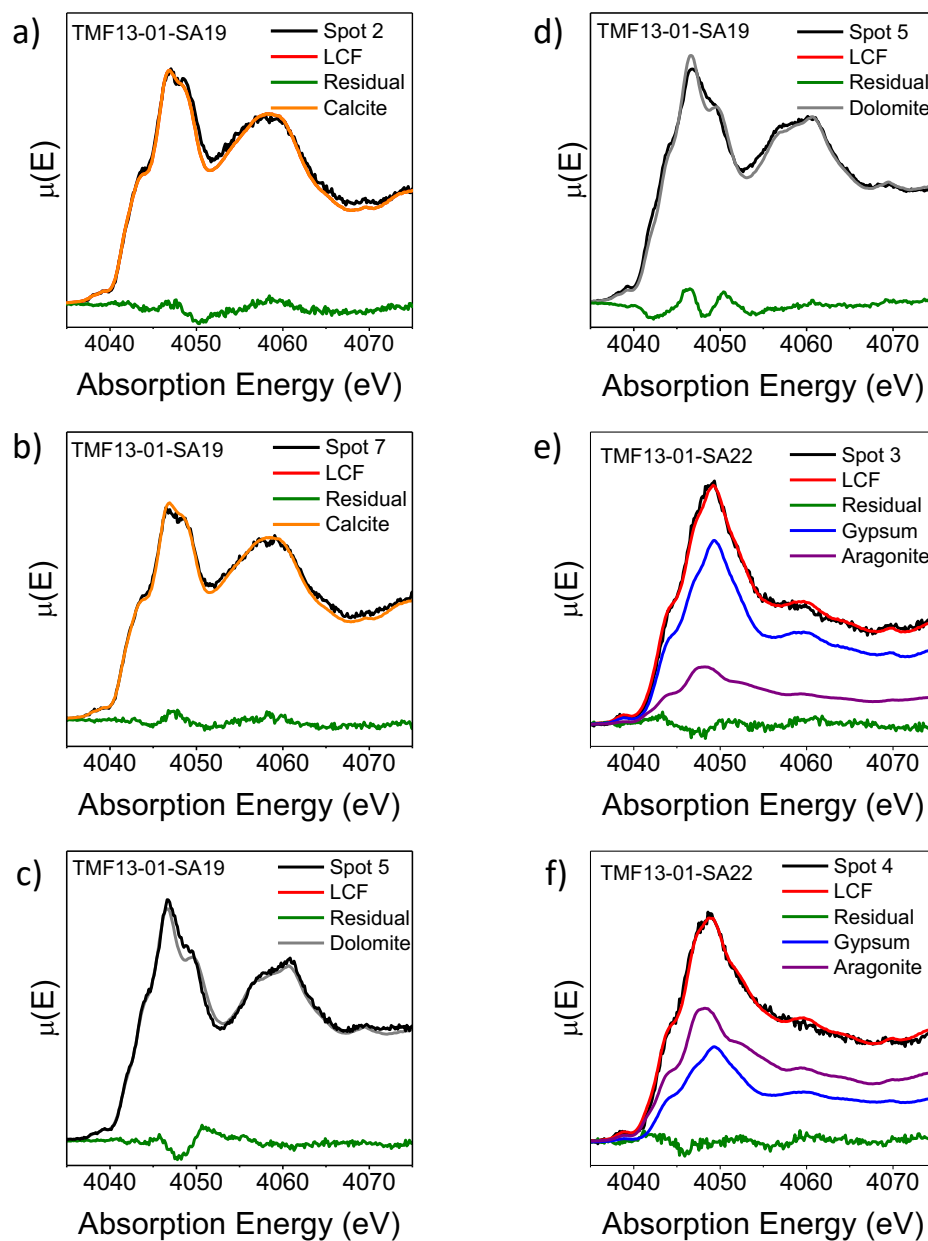 a)
TMF13-01-SA19
Spot 2
LCF
Residual
Calcite
μ(E)
4040 4050 4060 4070
Absorption Energy (eV)
d)
TMF13-01-SA19
Spot 5
LCF
Residual
Dolomite
μ(E)
4040 4050 4060 4070
Absorption Energy (eV)
b)
TMF13-01-SA19
Spot 7
LCF
Residual
Calcite
μ(E)
4040 4050 4060 4070
Absorption Energy (eV)
e)
TMF13-01-SA22
Spot 3
LCF
Residual
Gypsum
Aragonite
μ(E)
4040 4050 4060 4070
Absorption Energy (eV)
c)
TMF13-01-SA19
Spot 5
LCF
Residual
Dolomite
μ(E)
4040 4050 4060 4070
Absorption Energy (eV)
f)
TMF13-01-SA22
Spot 4
LCF
Residual
Gypsum
Aragonite
μ(E)
4040 4050 4060 4070
Absorption Energy (eV)